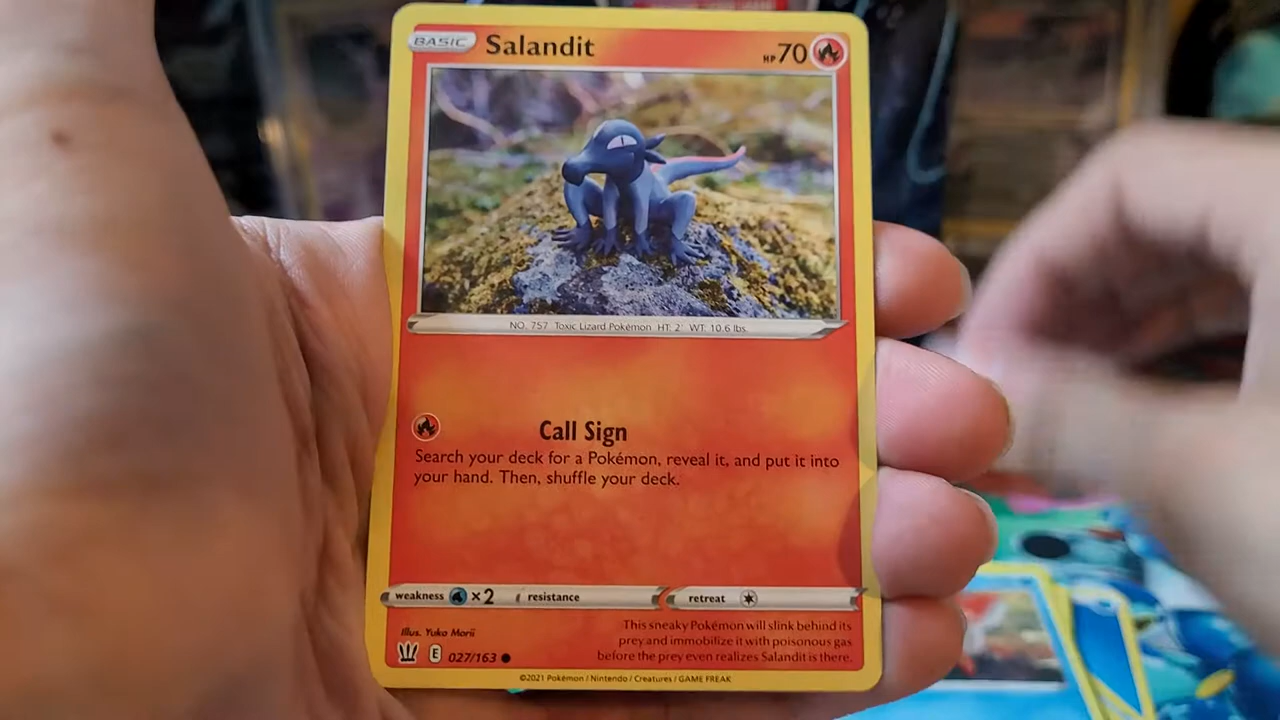 BASIC Salandit HP70
NO. 757 Toxic Lizard Pokémon HT: 2' WT: 10.6 lbs.
Call Sign
Search your deck for a Pokémon, reveal it, and put it into
your hand. Then, shuffle your deck.
weakness ×2 resistance retreat
Illus. Yuka Morii
This sneaky Pokémon will slink behind its
prey and immobilize it with poisonous gas
before the prey even realizes Salandit is there.
E 027/163
©2021 Pokémon / Nintendo / Creatures / GAME FREAK